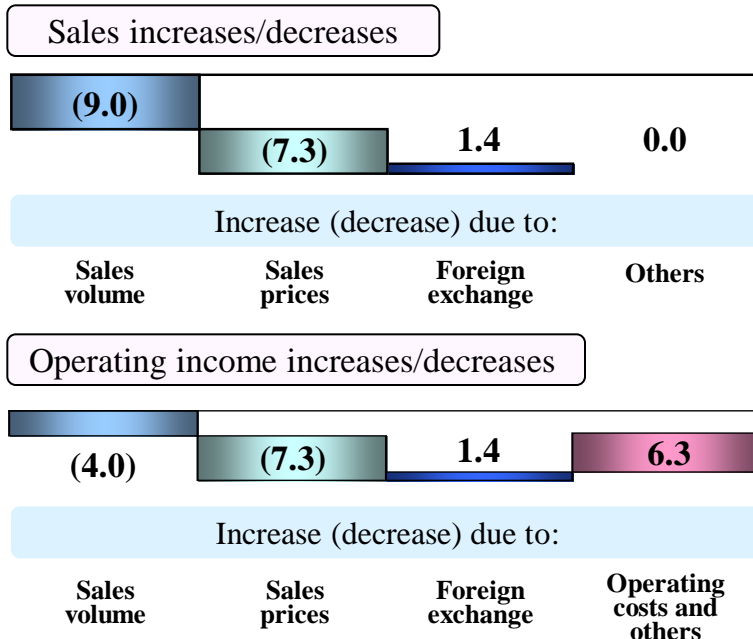 Sales increases/decreases
(9.0)
(7.3)
1.4
0.0
Increase (decrease) due to:
Sales
volume
Sales
prices
Foreign
exchange
Others
Operating income increases/decreases
(4.0)
(7.3)
1.4
6.3
Increase (decrease) due to:
Sales
volume
Sales
prices
Foreign
exchange
Operating
costs and
others